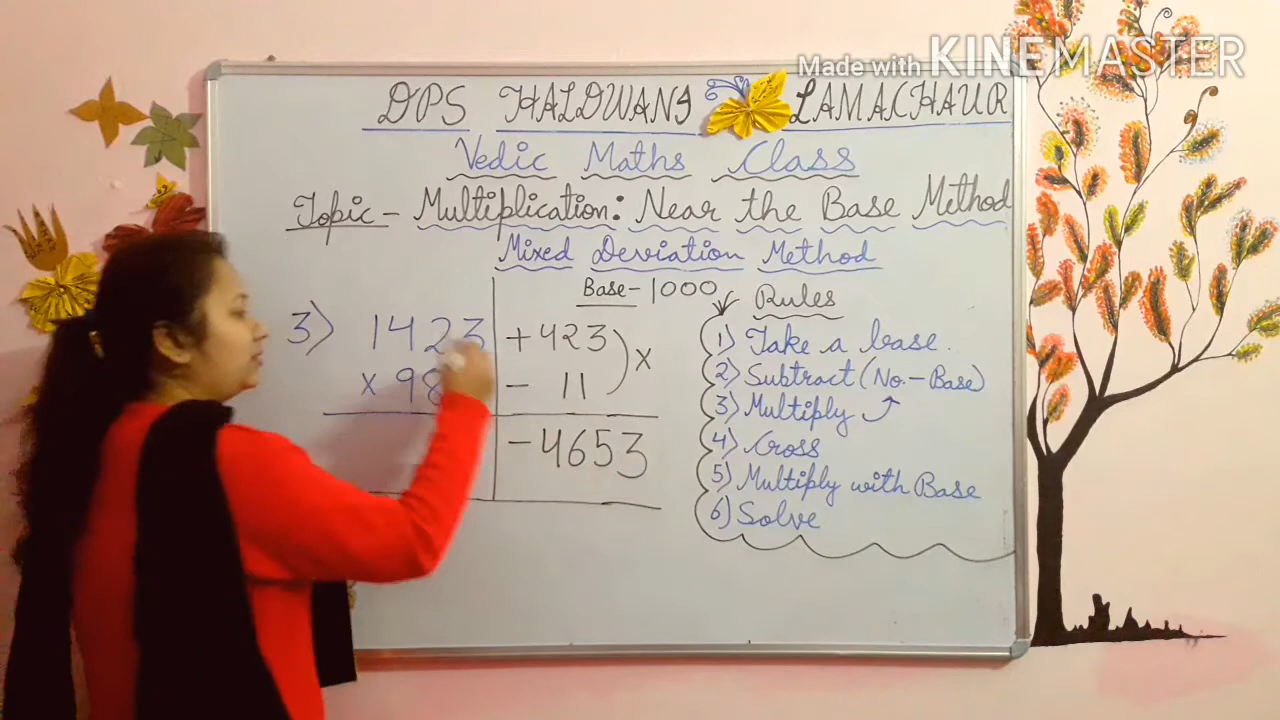 Made with KINEMASTER
DPS HALDWANI LAMACHAUR
Vedic Maths Class
Topic - Multiplication: Near the Base Method
Mixed Deviation Method
Base - 1000
3) 1423 + 423
x 98 - 11 x
- 4653
Rules
1) Take a base.
2) Subtract (No. - Base)
3) Multiply
4) Cross
5) Multiply with Base
6) Solve